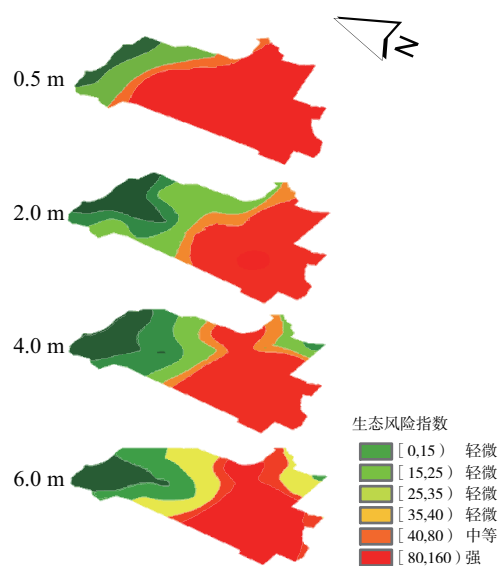 N
0.5 m
2.0 m
4.0 m
6.0 m
生态风险指数
[0,15) 轻微
[15,25) 轻微
[25,35) 轻微
[35,40) 轻微
[40,80) 中等
[80,160) 强